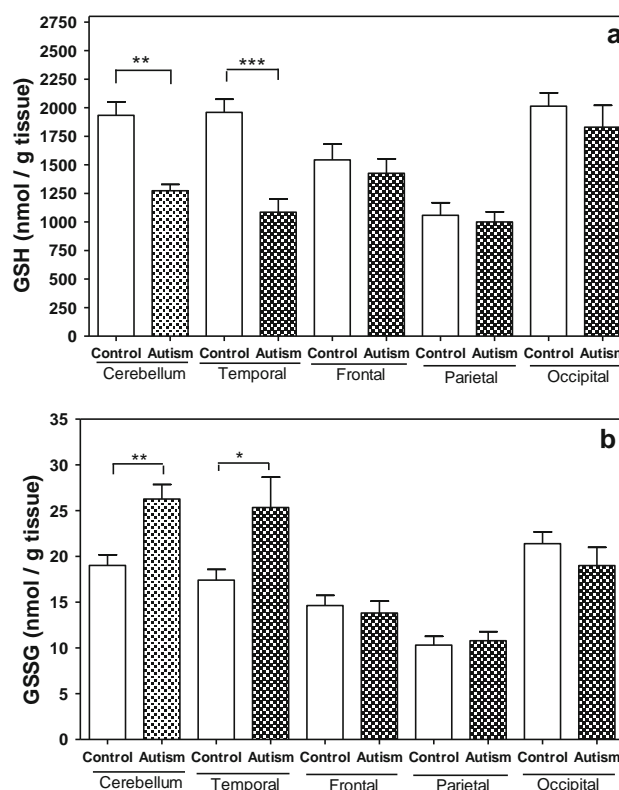 a
GSH (nmol / g tissue)
2750
2500
2250
2000
1750
1500
1250
1000
750
500
250
0
** ***
Control Autism Control Autism Control Autism Control Autism Control Autism
Cerebellum Temporal Frontal Parietal Occipital
b
GSSG (nmol / g tissue)
35
30
25
20
15
10
5
0
** *
Control Autism Control Autism Control Autism Control Autism Control Autism
Cerebellum Temporal Frontal Parietal Occipital